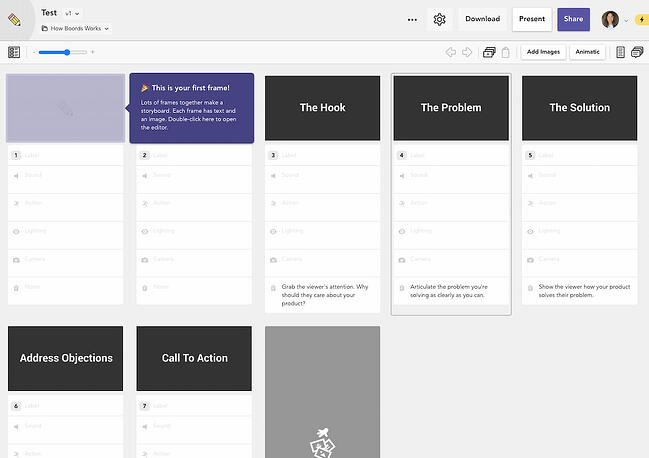 Test v1
How Boords Works
Download
Present
Share
Add Images
Animatic
This is your first frame!
Lots of frames together make a
storyboard. Each frame has text and
an image. Double-click here to open
the editor.
The Hook
The Problem
The Solution
1 Label
2 Label
3 Label
4 Label
5 Label
Sound
Sound
Sound
Sound
Sound
Action
Action
Action
Action
Action
Lighting
Lighting
Lighting
Lighting
Lighting
Camera
Camera
Camera
Camera
Camera
Notes
Notes
Grab the viewer's attention. Why
should they care about your
product?
Articulate the problem you're
solving as clearly as you can.
Show the viewer how your product
solves their problem.
Address Objections
Call To Action
6 Label
7 Label
Sound
Sound
Action
Action